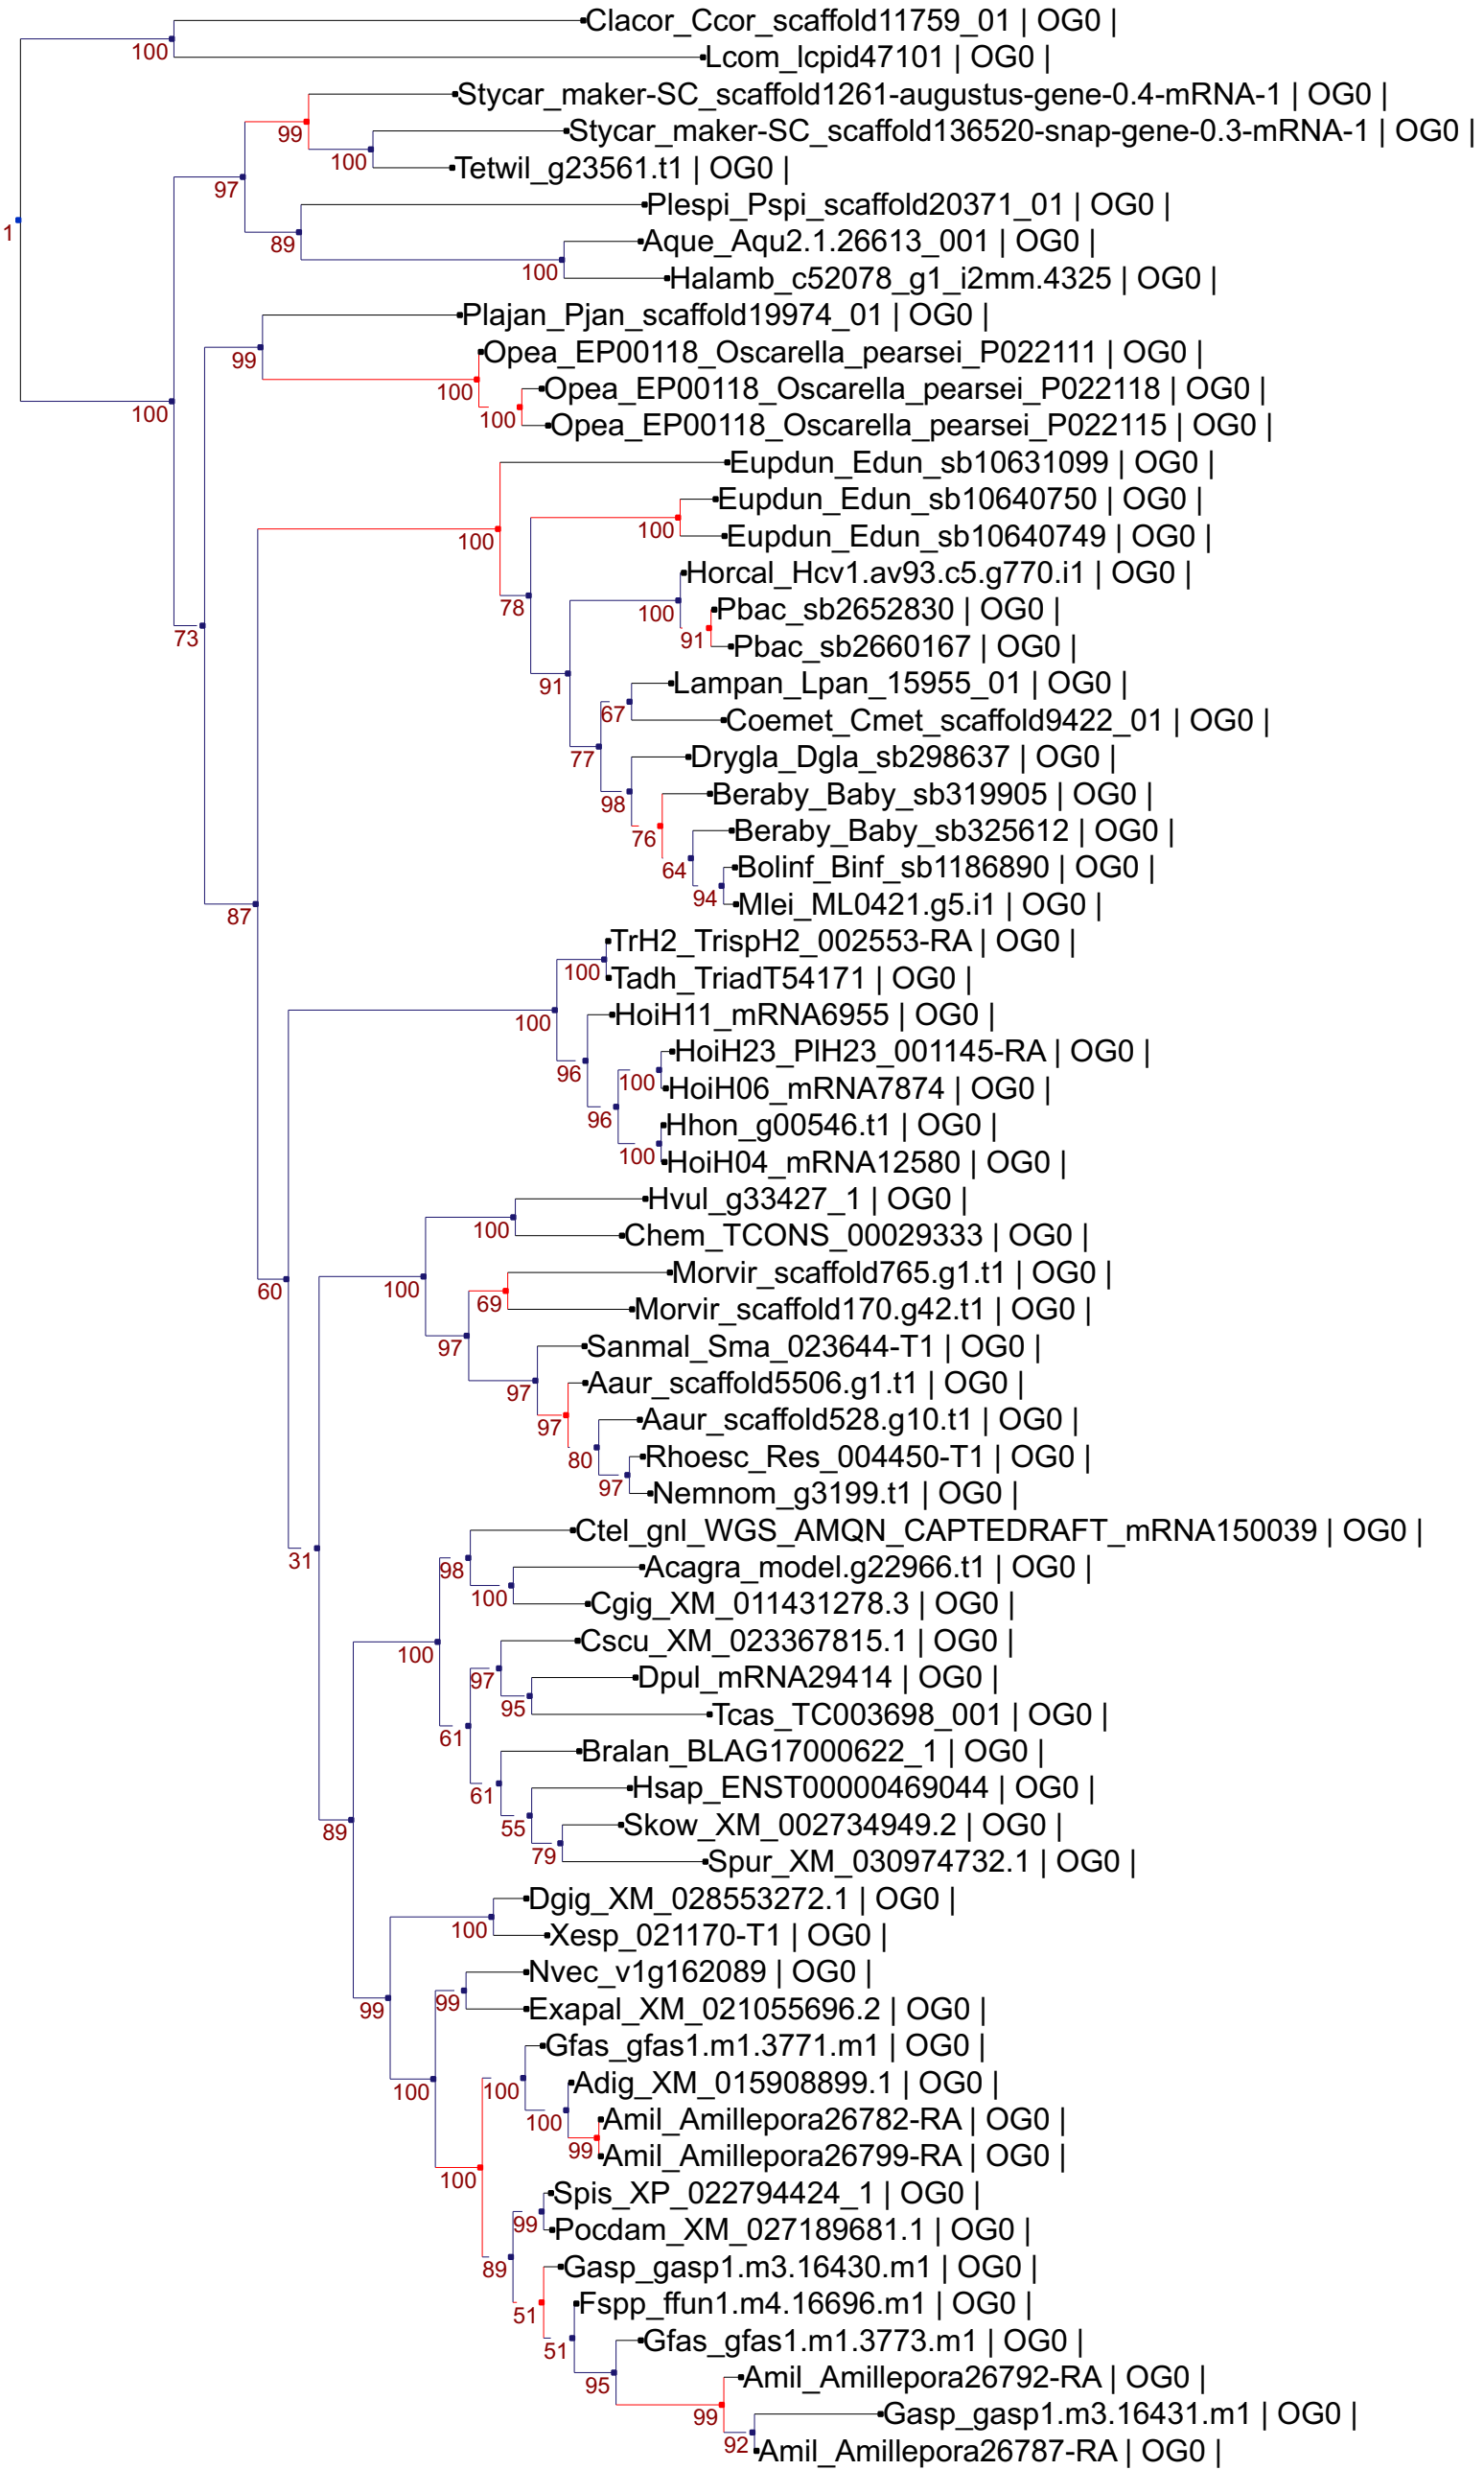 Clacor_Ccor_scaffold11759_01 | OG0 |
100
Lcom_lcpid47101 | OG0 |
Stycar_maker-SC_scaffold1261-augustus-gene-0.4-mRNA-1 | OG0 |
99
Stycar_maker-SC_scaffold136520-snap-gene-0.3-mRNA-1 | OG0 |
100
Tetwil_g23561.t1 | OG0 |
97
Plespi_Pspi_scaffold20371_01 | OG0 |
1
89
Aque_Aqu2.1.26613_001 | OG0 |
100
Halamb_c52078_g1_i2mm.4325 | OG0 |
Plajan_Pjan_scaffold19974_01 | OG0 |
99
Opea_EP00118_Oscarella_pearsei_P022111 | OG0 |
100
Opea_EP00118_Oscarella_pearsei_P022118 | OG0 |
100
100
Opea_EP00118_Oscarella_pearsei_P022115 | OG0 |
Eupdun_Edun_sb10631099 | OG0 |
Eupdun_Edun_sb10640750 | OG0 |
100
100
Eupdun_Edun_sb10640749 | OG0 |
Horcal_Hcv1.av93.c5.g770.i1 | OG0 |
78
100
Pbac_sb2652830 | OG0 |
73
91
Pbac_sb2660167 | OG0 |
91
Lampan_Lpan_15955_01 | OG0 |
67
Coemet_Cmet_scaffold9422_01 | OG0 |
77
Drygla_Dgla_sb298637 | OG0 |
98
Beraby_Baby_sb319905 | OG0 |
76
Beraby_Baby_sb325612 | OG0 |
64
Bolinf_Binf_sb1186890 | OG0 |
94
Mlei_ML0421.g5.i1 | OG0 |
87
TrH2_TrispH2_002553-RA | OG0 |
100
Tadh_TriadT54171 | OG0 |
HoiH11_mRNA6955 | OG0 |
100
HoiH23_PlH23_001145-RA | OG0 |
96
100
HoiH06_mRNA7874 | OG0 |
96
Hhon_g00546.t1 | OG0 |
100
HoiH04_mRNA12580 | OG0 |
Hvul_g33427_1 | OG0 |
100
Chem_TCONS_00029333 | OG0 |
Morvir_scaffold765.g1.t1 | OG0 |
60
100
69
Morvir_scaffold170.g42.t1 | OG0 |
97
Sanmal_Sma_023644-T1 | OG0 |
97
Aaur_scaffold5506.g1.t1 | OG0 |
97
Aaur_scaffold528.g10.t1 | OG0 |
80
Rhoesc_Res_004450-T1 | OG0 |
97
Nemnom_g3199.t1 | OG0 |
Ctel_gnl_WGS_AMQN_CAPTEDRAFT_mRNA150039 | OG0 |
31
98
Acagra_model.g22966.t1 | OG0 |
100
Cgig_XM_011431278.3 | OG0 |
Cscu_XM_023367815.1 | OG0 |
100
97
Dpul_mRNA29414 | OG0 |
95
Tcas_TC003698_001 | OG0 |
61
Bralan_BLAG17000622_1 | OG0 |
61
Hsap_ENST00000469044 | OG0 |
55
Skow_XM_002734949.2 | OG0 |
89
79
Spur_XM_030974732.1 | OG0 |
Dgig_XM_028553272.1 | OG0 |
100
Xesp_021170-T1 | OG0 |
Nvec_v1g162089 | OG0 |
99
99
Exapal_XM_021055696.2 | OG0 |
Gfas_gfas1.m1.3771.m1 | OG0 |
100
100
Adig_XM_015908899.1 | OG0 |
100
Amil_Amillepora26782-RA | OG0 |
99
Amil_Amillepora26799-RA | OG0 |
100
Spis_XP_022794424_1 | OG0 |
99
Pocdam_XM_027189681.1 | OG0 |
89
Gasp_gasp1.m3.16430.m1 | OG0 |
51
Fspp_ffun1.m4.16696.m1 | OG0 |
51
Gfas_gfas1.m1.3773.m1 | OG0 |
95
Amil_Amillepora26792-RA | OG0 |
99
Gasp_gasp1.m3.16431.m1 | OG0 |
92
Amil_Amillepora26787-RA | OG0 |